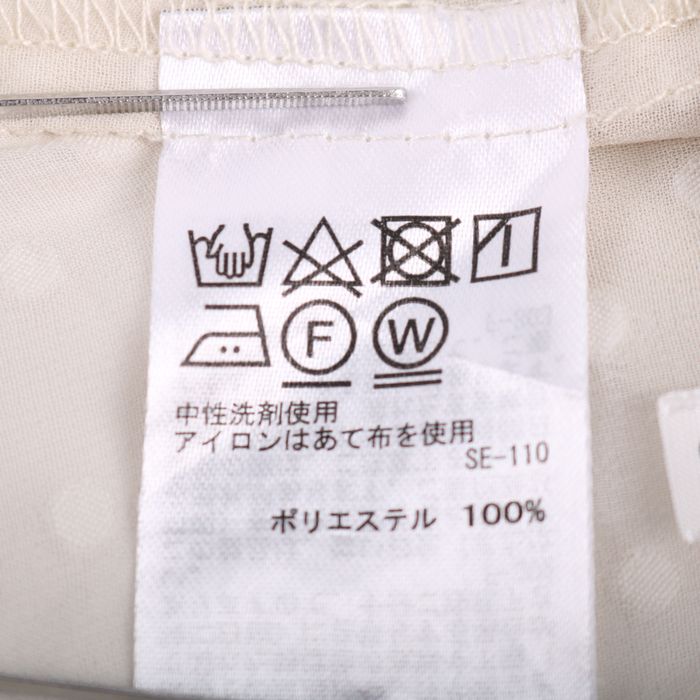 F W
中性洗剤使用
アイロンはあて布を使用
SE-110
ポリエステル 100%